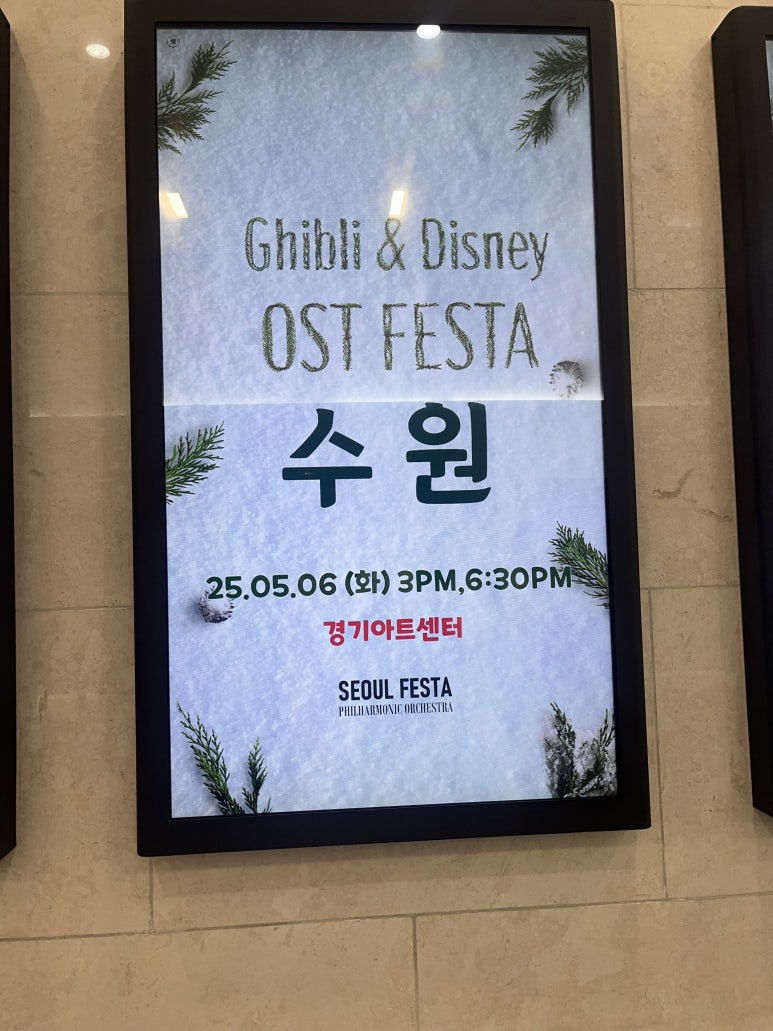 Ghibli & Disney
OST FESTA
수원
25.05.06 (화) 3PM,6:30PM
경기아트센터
SEOUL FESTA
PHILHARMONIC ORCHESTRA